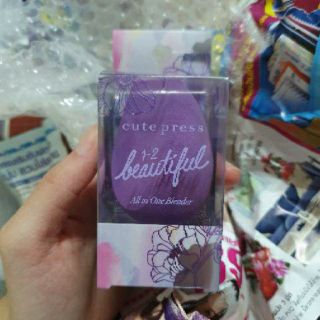 cute press
1-2
beautiful
All in One Blender